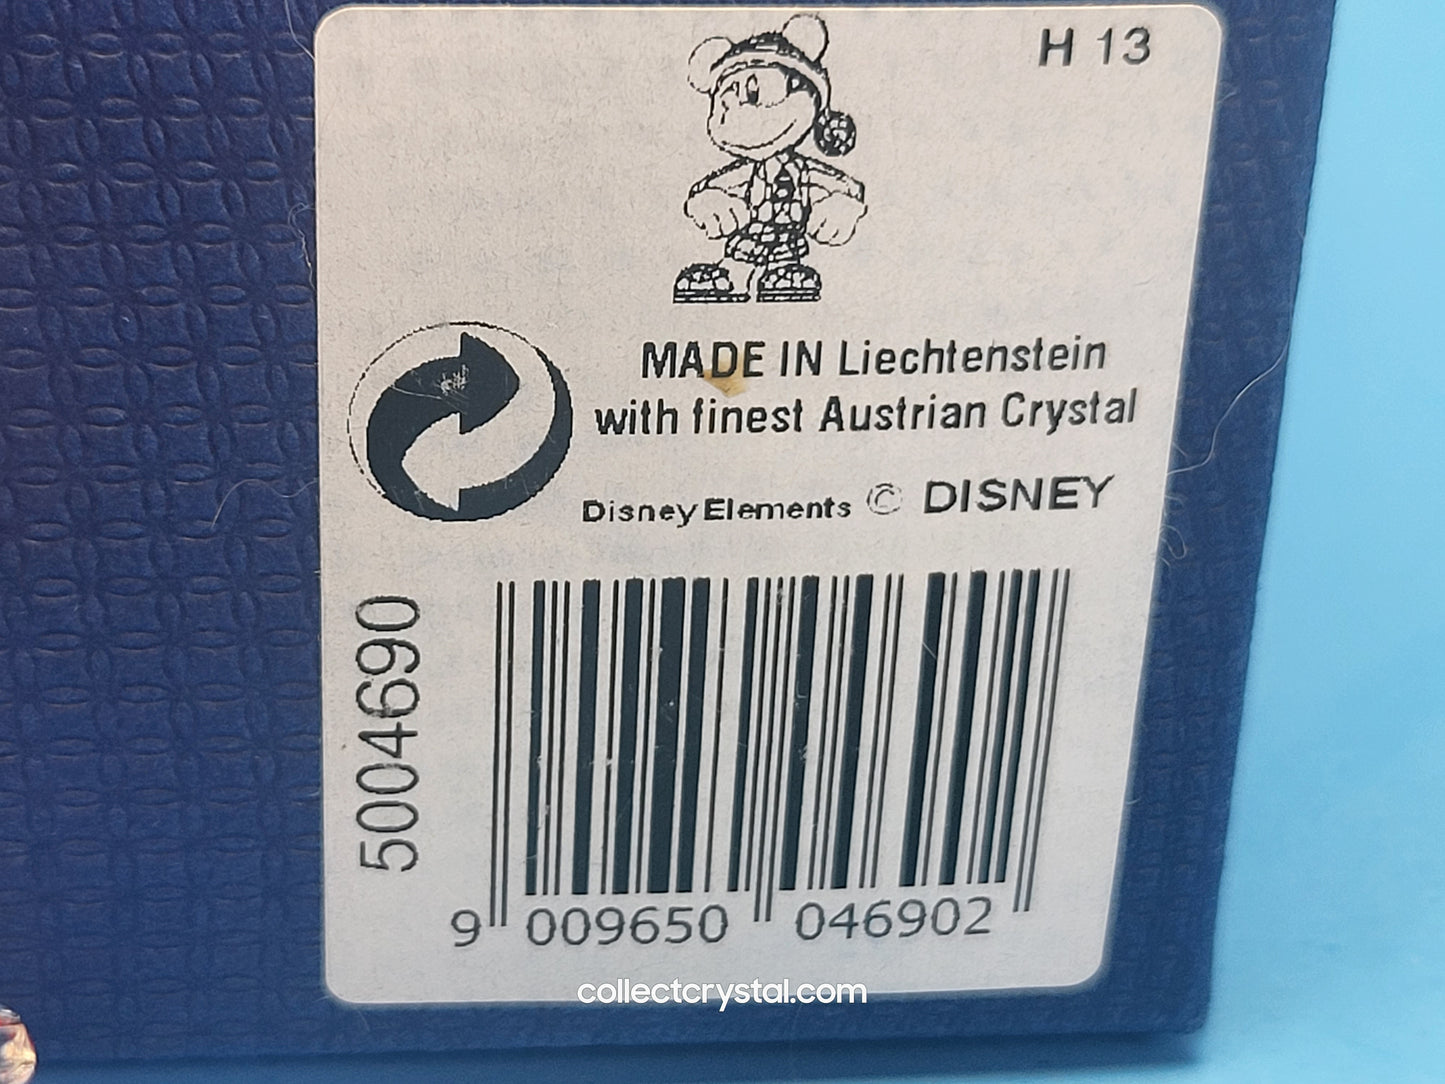 H 13
MADE IN Liechtenstein
with finest Austrian Crystal
Disney Elements © DISNEY
5004690
9 009650 046902
collectcrystal.com